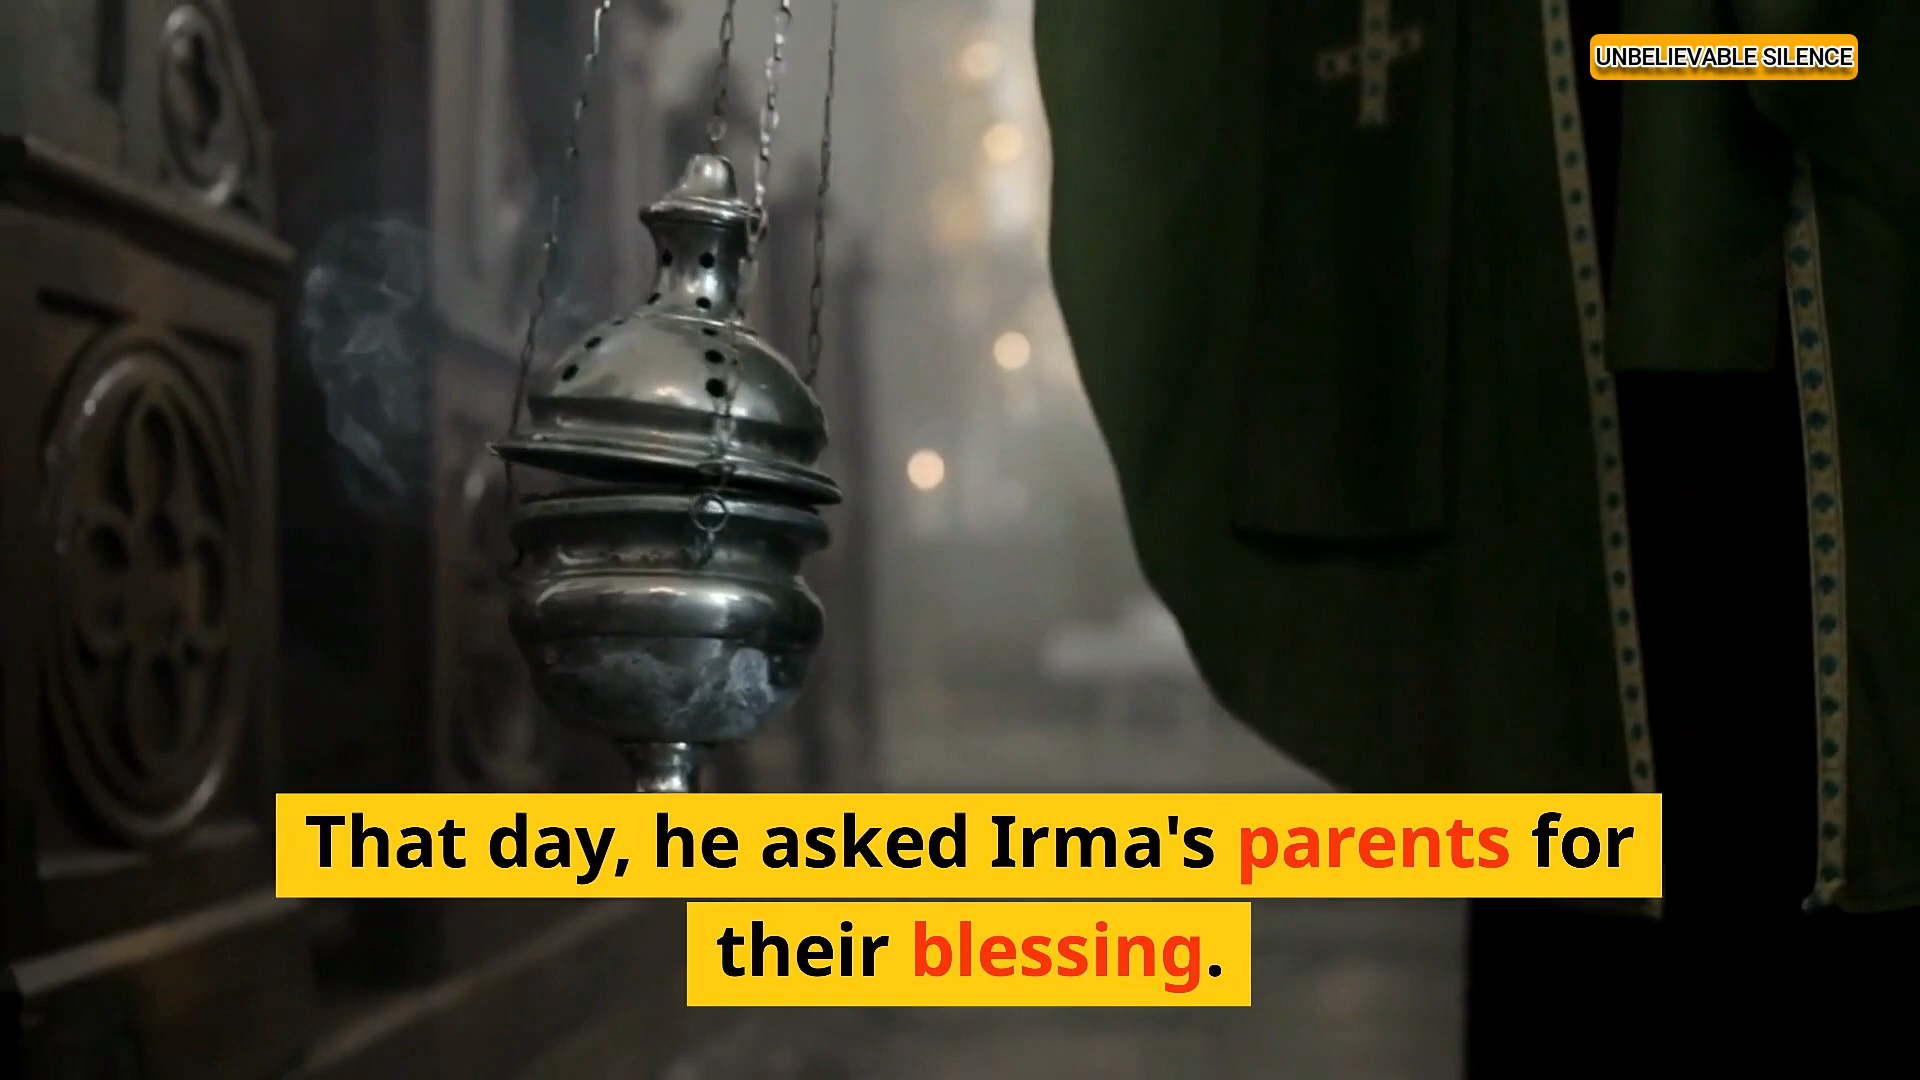 UNBELIEVABLE SILENCE
That day, he asked Irma's parents for
their blessing.